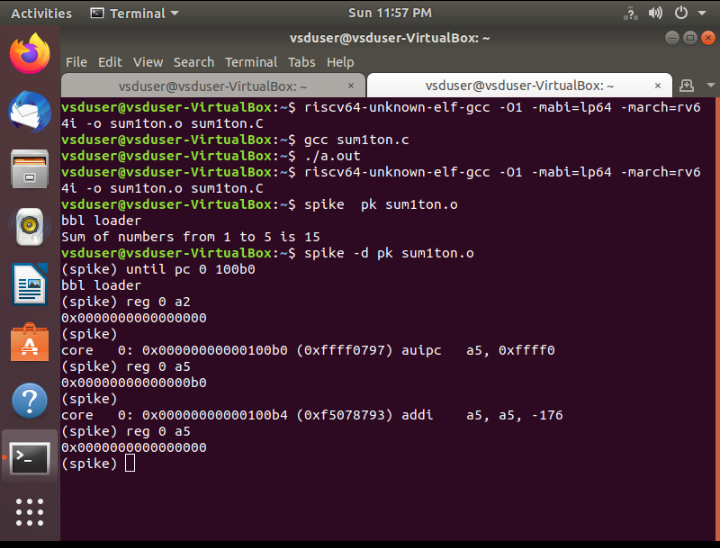 Activities Terminal Sun 11:57 PM
vsduser@vsduser-VirtualBox: ~
File Edit View Search Terminal Tabs Help
vsduser@vsduser-VirtualBox: ~ × vsduser@vsduser-VirtualBox: ~ ×
vsduser@vsduser-VirtualBox:~$ riscv64-unknown-elf-gcc -O1 -mabi=lp64 -march=rv6
4i -o sum1ton.o sum1ton.C
vsduser@vsduser-VirtualBox:~$ gcc sum1ton.c
vsduser@vsduser-VirtualBox:~$ ./a.out
vsduser@vsduser-VirtualBox:~$ riscv64-unknown-elf-gcc -O1 -mabi=lp64 -march=rv6
4i -o sum1ton.o sum1ton.C
vsduser@vsduser-VirtualBox:~$ spike  pk sum1ton.o
bbl loader
Sum of numbers from 1 to 5 is 15
vsduser@vsduser-VirtualBox:~$ spike -d pk sum1ton.o
(spike) until pc 0 100b0
bbl loader
(spike) reg 0 a2
0x0000000000000000
(spike)
core   0: 0x00000000000100b0 (0xffff0797) auipc   a5, 0xffff0
(spike) reg 0 a5
0x00000000000000b0
(spike)
core   0: 0x00000000000100b4 (0xf5078793) addi    a5, a5, -176
(spike) reg 0 a5
0x0000000000000000
(spike)